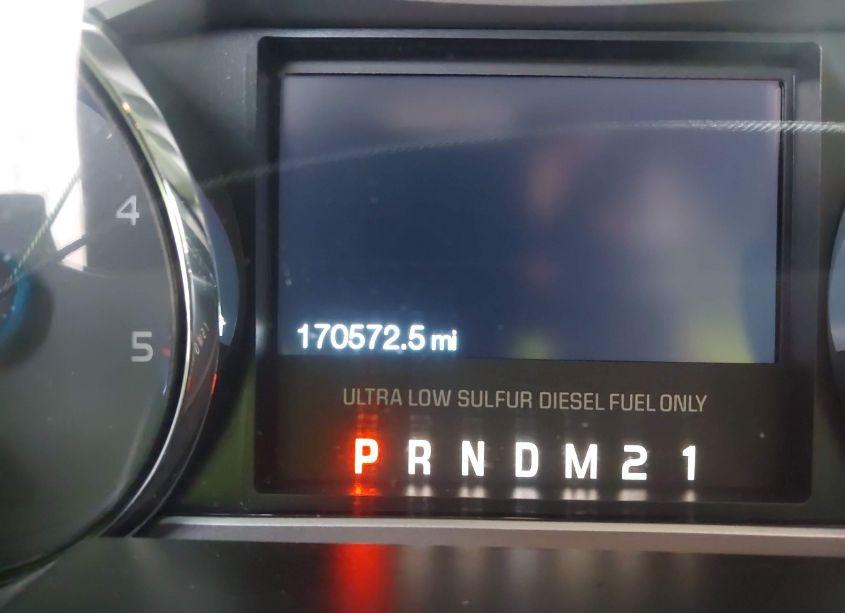 4
5
170572.5 mi
ULTRA LOW SULFUR DIESEL FUEL ONLY
P R N D M 2 1